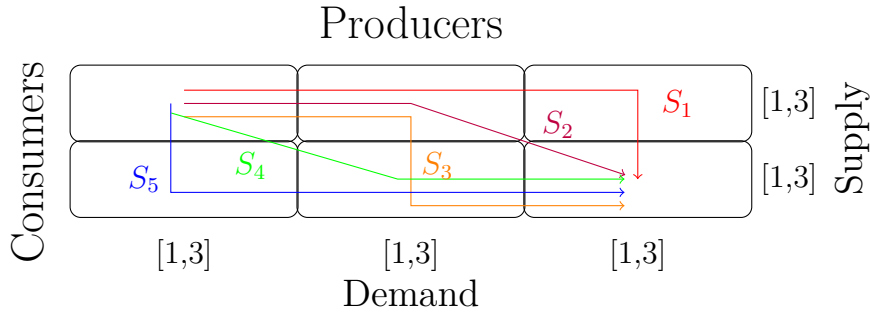 Producers
Consumers
S1
[1,3]
S2
Supply
S5
S4
S3
[1,3]
[1,3]
[1,3]
[1,3]
Demand